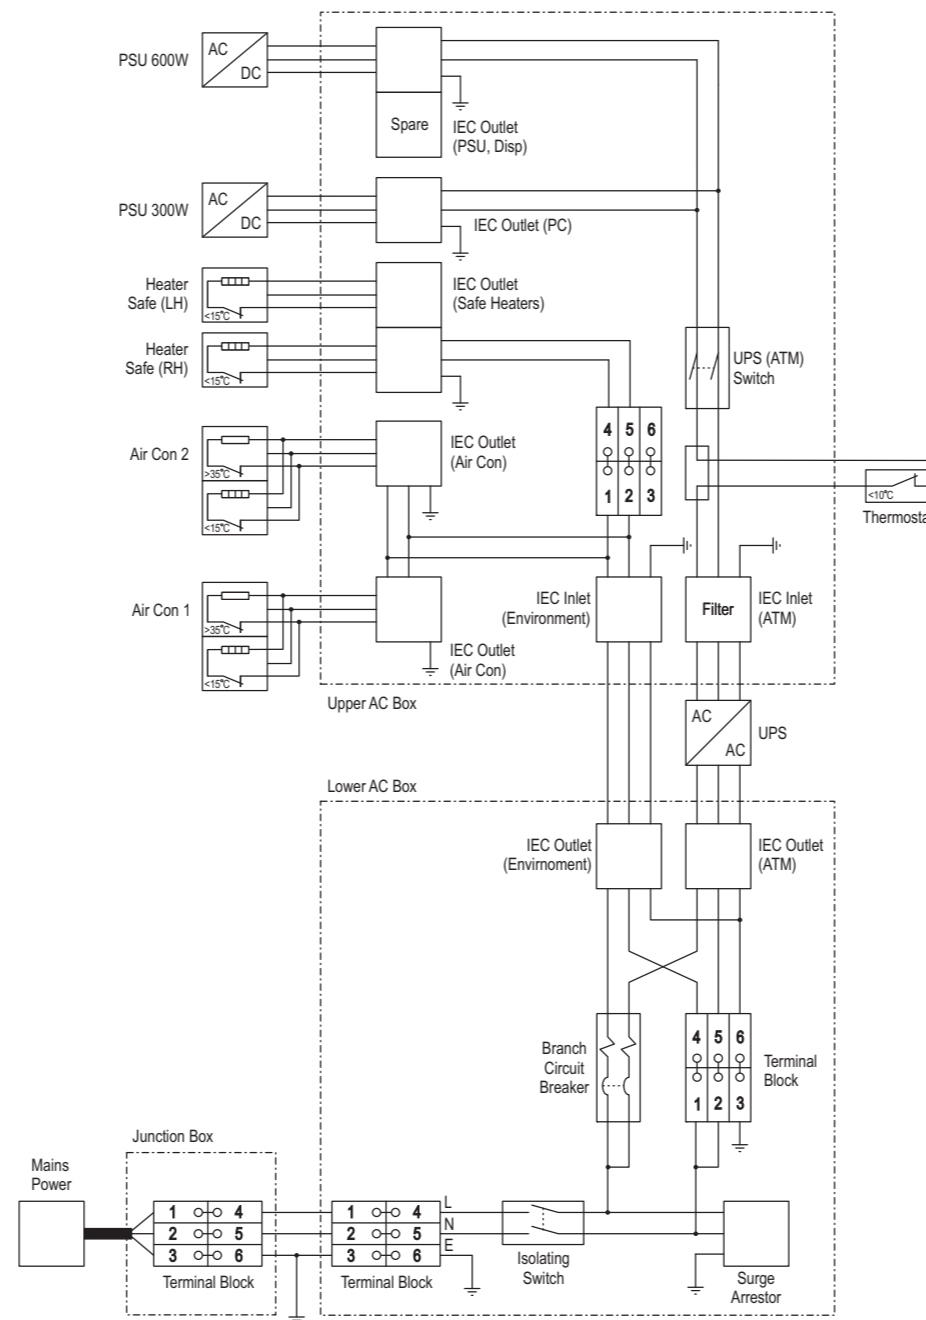 AC
DC
PSU 600W
Spare
IEC Outlet
(PSU, Disp)
AC
DC
PSU 300W
IEC Outlet (PC)
Heater
Safe (LH)
<15°C
IEC Outlet
(Safe Heaters)
Heater
Safe (RH)
<15°C
UPS (ATM)
Switch
4 5 6
1 2 3
Air Con 2
>35°C
<15°C
IEC Outlet
(Air Con)
<10°C
Thermosta
Air Con 1
>35°C
<15°C
IEC Outlet
(Air Con)
IEC Inlet
(Environment)
Filter
IEC Inlet
(ATM)
Upper AC Box
AC
AC
UPS
Lower AC Box
IEC Outlet
(Envirnoment)
IEC Outlet
(ATM)
Branch
Circuit
Breaker
4 5 6
1 2 3
Terminal
Block
Junction Box
Mains
Power
1 4
2 5
3 6
Terminal Block
1 4
2 5
3 6
Terminal Block
L
N
E
Isolating
Switch
Surge
Arrestor